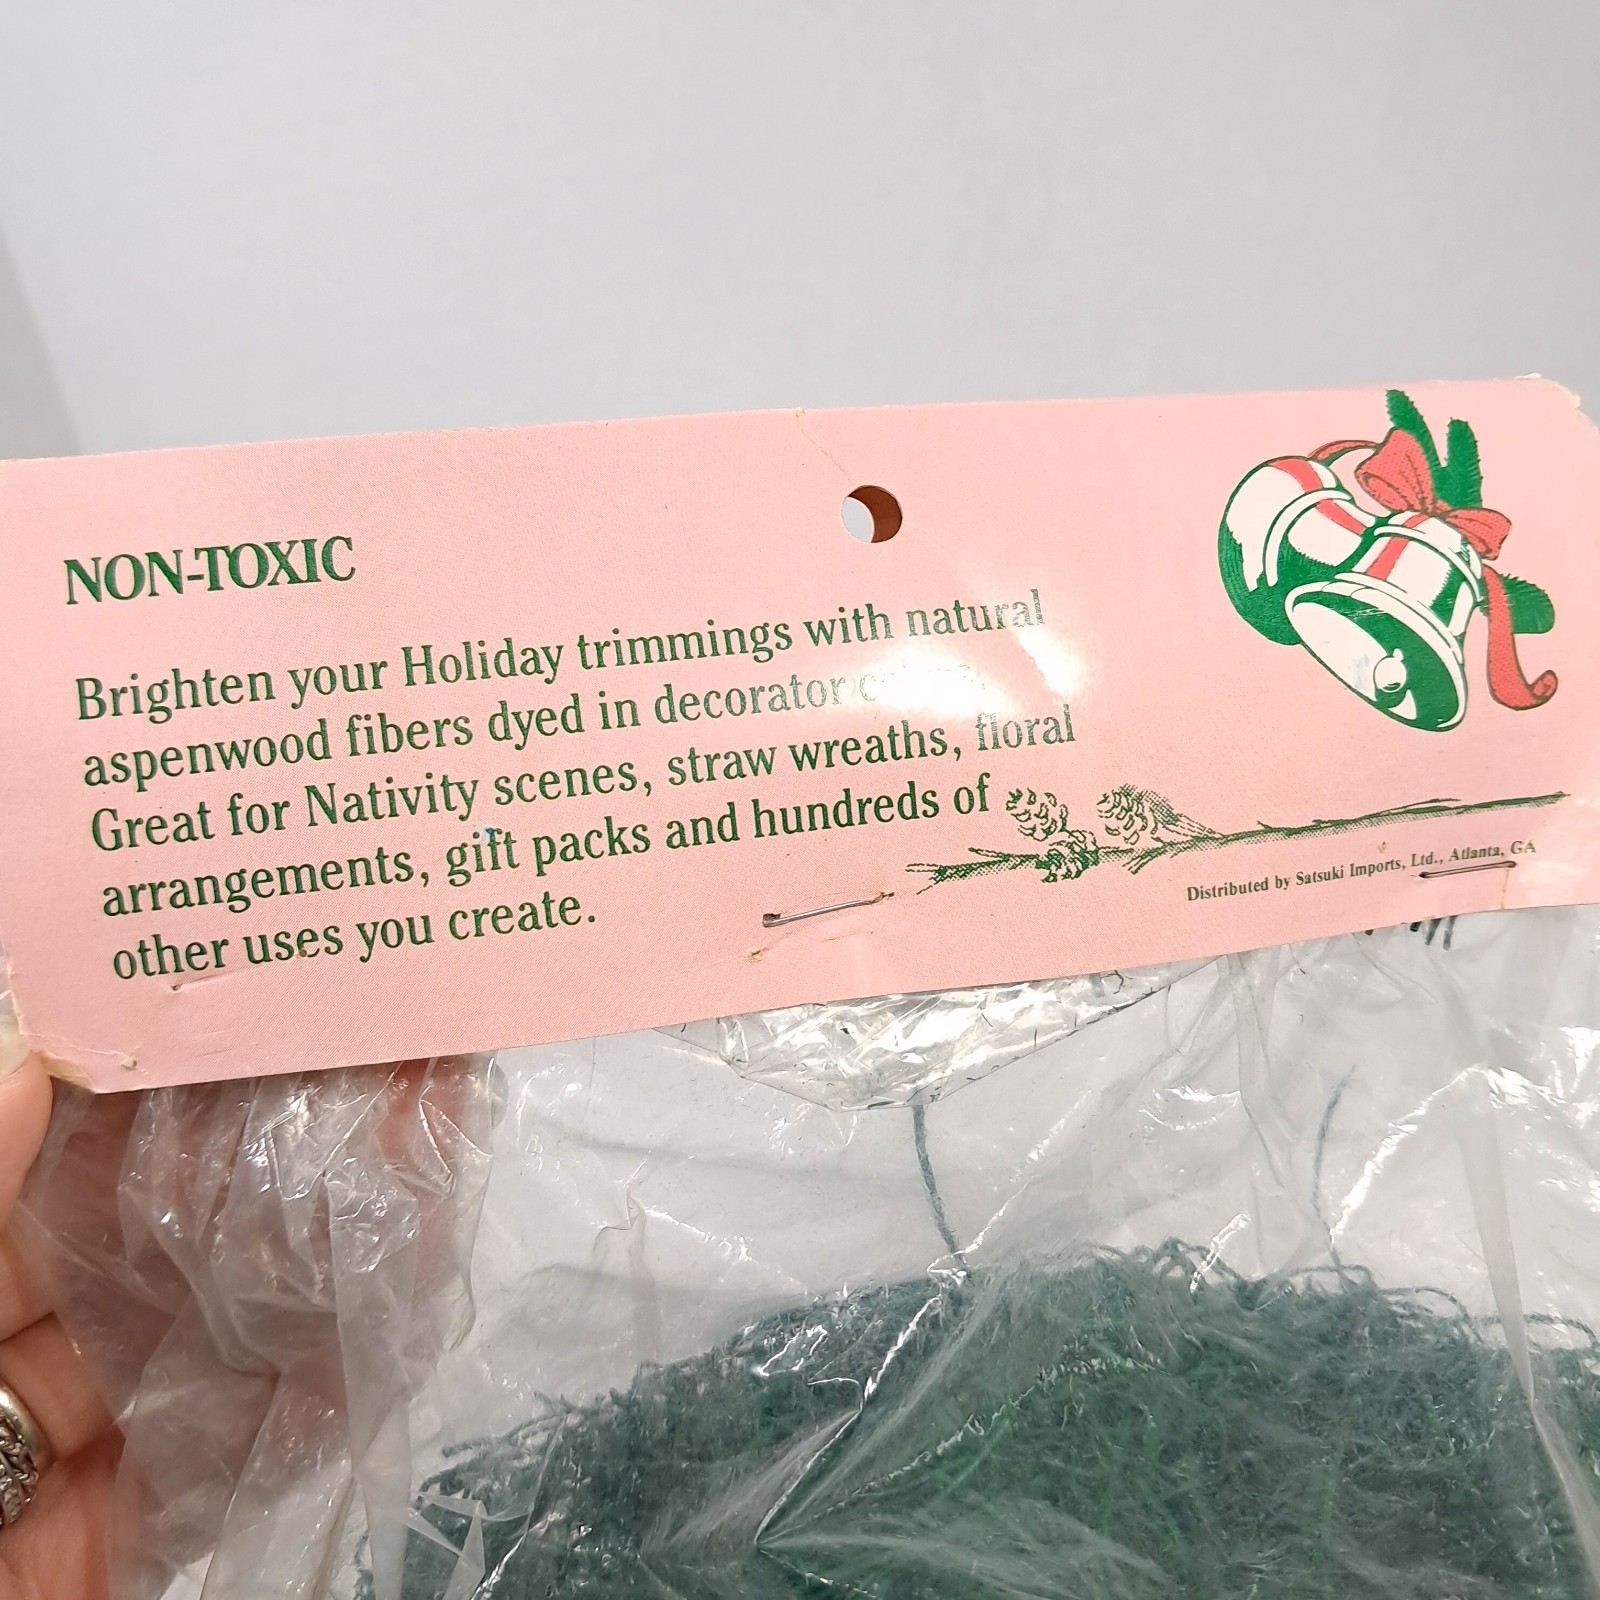 NON-TOXIC
Brighten your Holiday trimmings with natural
aspenwood fibers dyed in decorator
Great for Nativity scenes, straw wreaths, floral
arrangements, gift packs and hundreds of
other uses you create.
Distributed by Satsuki Imports, Ltd., Atlanta, GA